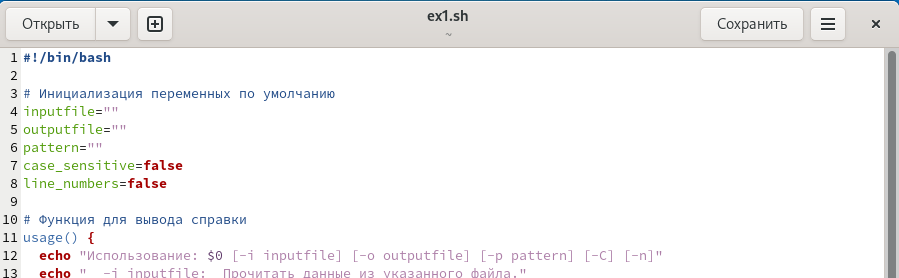 Открыть
ex1.sh
~
Сохранить
1 #!/bin/bash
2
3 # Инициализация переменных по умолчанию
4 inputfile=""
5 outputfile=""
6 pattern=""
7 case_sensitive=false
8 line_numbers=false
9
10 # Функция для вывода справки
11 usage() {
12   echo "Использование: $0 [-i inputfile] [-o outputfile] [-p pattern] [-C] [-n]"
13   echo "  -i inputfile:  Прочитать данные из указанного файла."